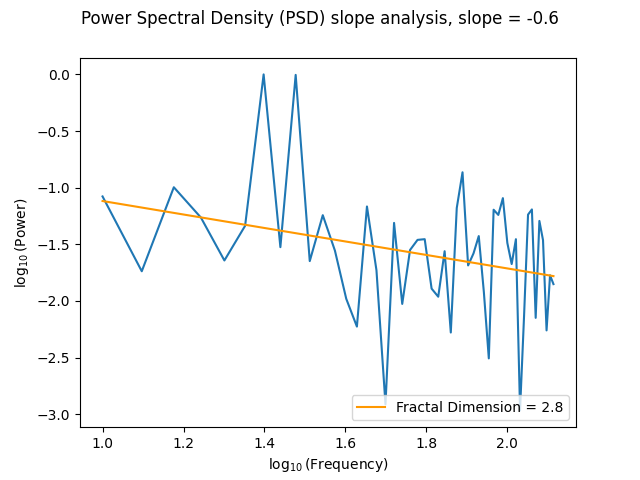 Power Spectral Density (PSD) slope analysis, slope = -0.6
0.0
−0.5
−1.0
−1.5
−2.0
−2.5
−3.0
log₁₀(Power)
Fractal Dimension = 2.8
1.0 1.2 1.4 1.6 1.8 2.0
log₁₀(Frequency)